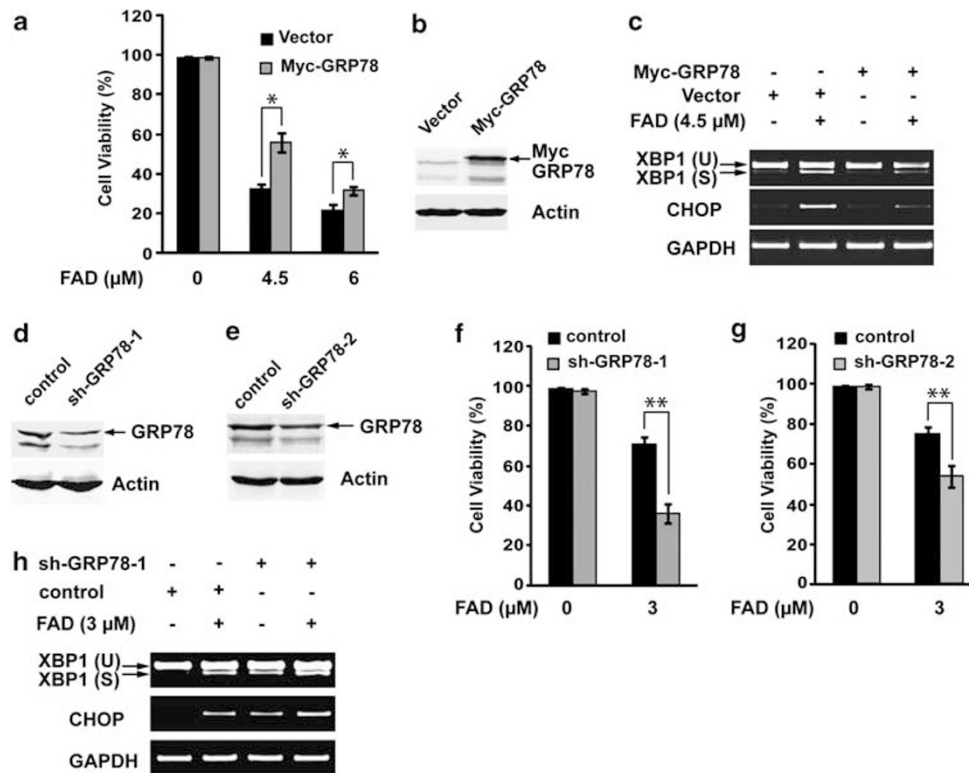 a
120
100
80
60
40
20
0
Cell Viability (%)
Vector
Myc-GRP78
*
*
FAD (µM) 0 4.5 6
b
Vector
Myc-GRP78
Myc
GRP78
Actin
c
Myc-GRP78 - - + +
Vector + + - -
FAD (4.5 µM) - + - +
XBP1 (U)
XBP1 (S)
CHOP
GAPDH
d
control
sh-GRP78-1
GRP78
Actin
e
control
sh-GRP78-2
GRP78
Actin
f
control
sh-GRP78-1
120
100
80
60
40
20
0
Cell Viability (%)
**
FAD (µM) 0 3
g
control
sh-GRP78-2
120
100
80
60
40
20
0
Cell Viability (%)
**
FAD (µM) 0 3
h
sh-GRP78-1 - - + +
control + + - -
FAD (3 µM) - + - +
XBP1 (U)
XBP1 (S)
CHOP
GAPDH